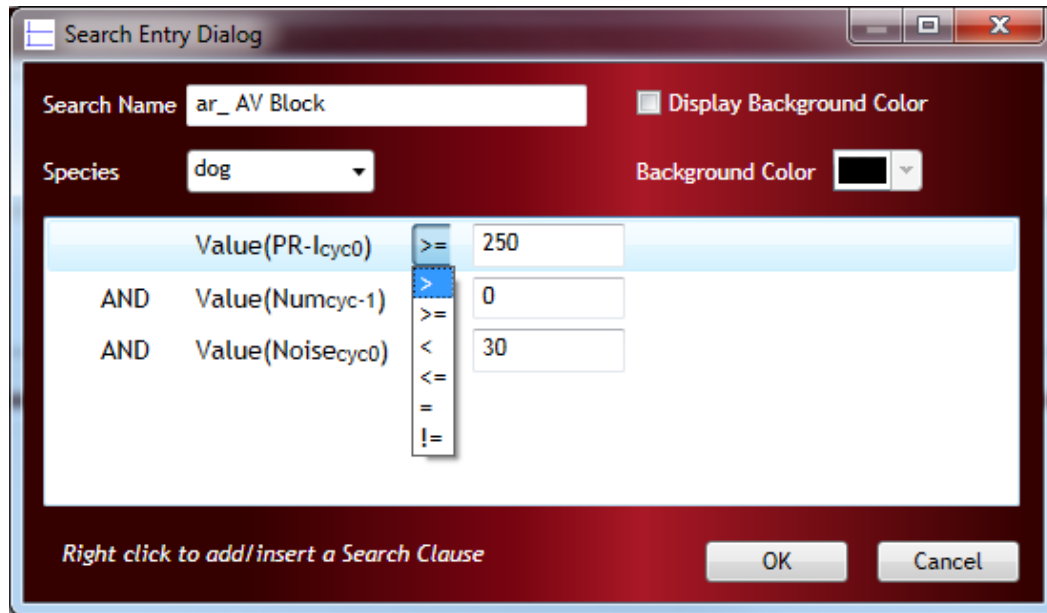 Search Entry Dialog
Search Name ar_ AV Block Display Background Color
Species dog Background Color
Value(PR-Icyc0) >= 250
>
AND Value(Numcyc-1) 0
>=
AND Value(Noisecyc0) < 30
<=
=
!=
Right click to add/insert a Search Clause OK Cancel